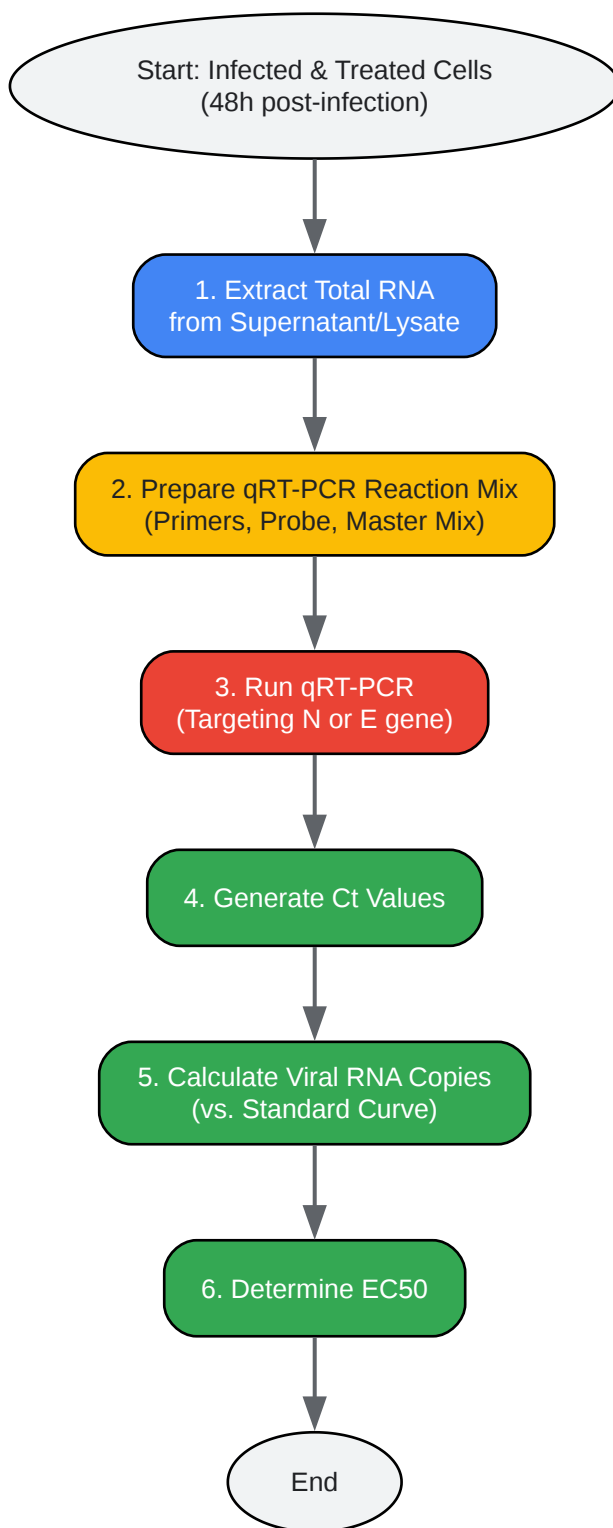 Start: Infected & Treated Cells
(48h post-infection)
1. Extract Total RNA
from Supernatant/Lysate
2. Prepare qRT-PCR Reaction Mix
(Primers, Probe, Master Mix)
3. Run qRT-PCR
(Targeting N or E gene)
4. Generate Ct Values
5. Calculate Viral RNA Copies
(vs. Standard Curve)
6. Determine EC50
End